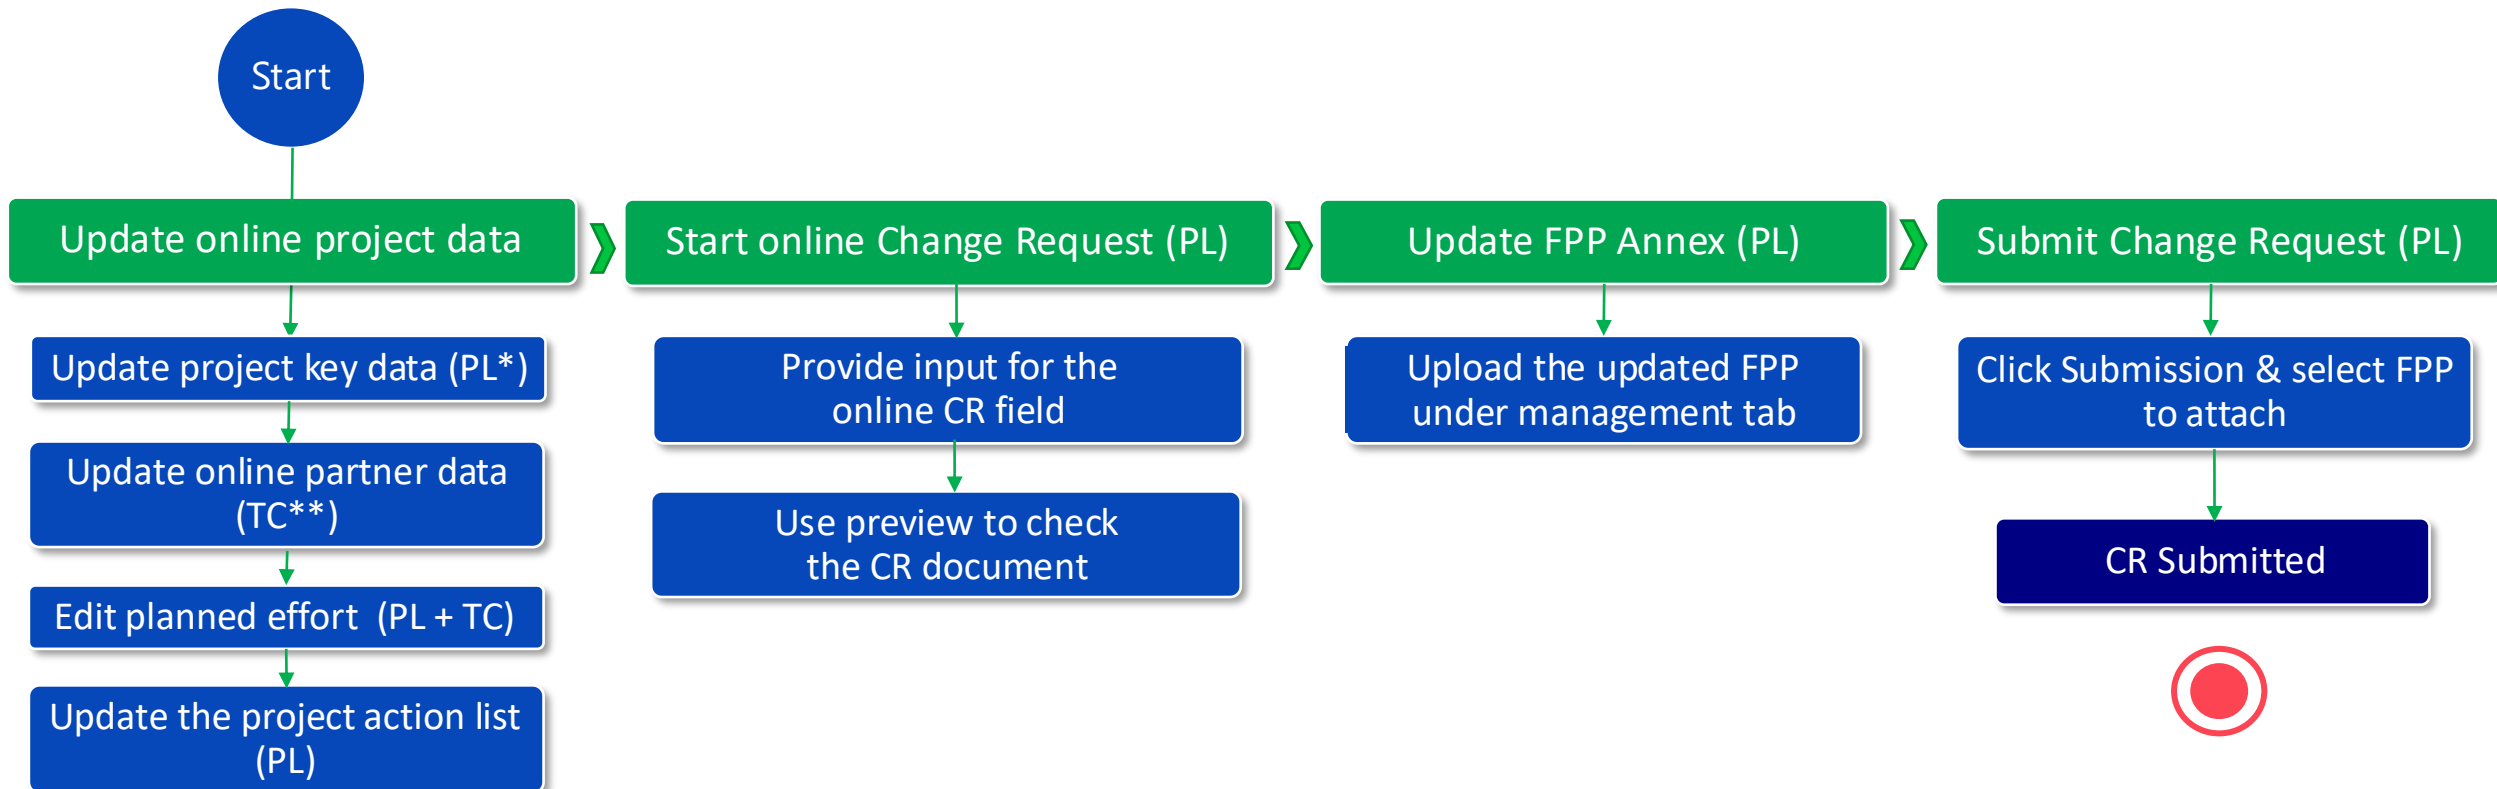 Start
Update online project data
Start online Change Request (PL)
Update FPP Annex (PL)
Submit Change Request (PL)
Update project key data (PL*)
Update online partner data
(TC**)
Edit planned effort (PL + TC)
Update the project action list
(PL)
Provide input for the
online CR field
Use preview to check
the CR document
Upload the updated FPP
under management tab
Click Submission & select FPP
to attach
CR Submitted